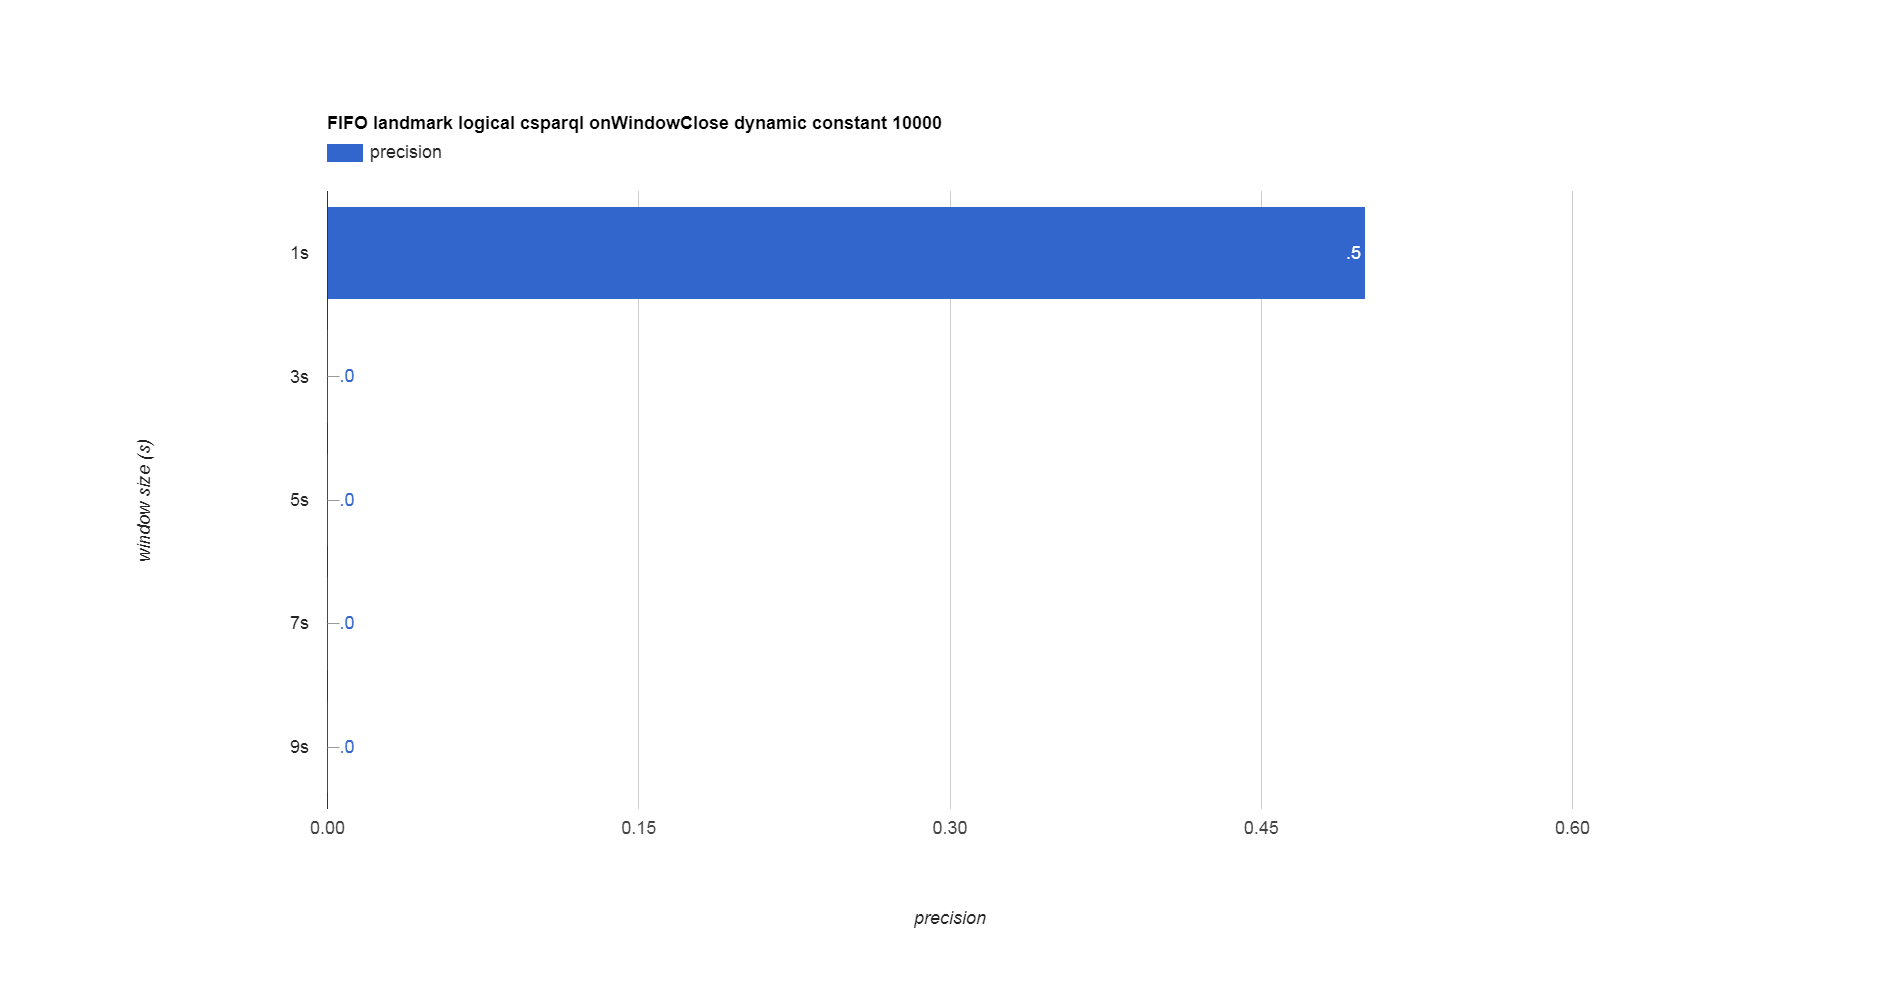 FIFO landmark logical csparql onWindowClose dynamic constant 10000
precision
1s
.5
3s
.0
5s
.0
7s
.0
9s
.0
window size (s)
0.00 0.15 0.30 0.45 0.60
precision